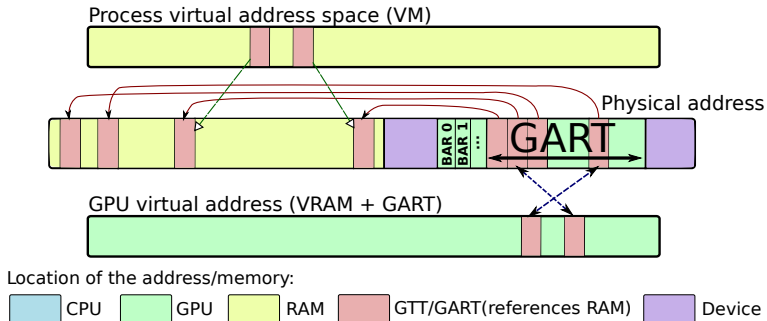 Process virtual address space (VM)
Physical address
BAR 0
BAR 1
...
GART
GPU virtual address (VRAM + GART)
Location of the address/memory:
CPU GPU RAM GTT/GART(references RAM) Device